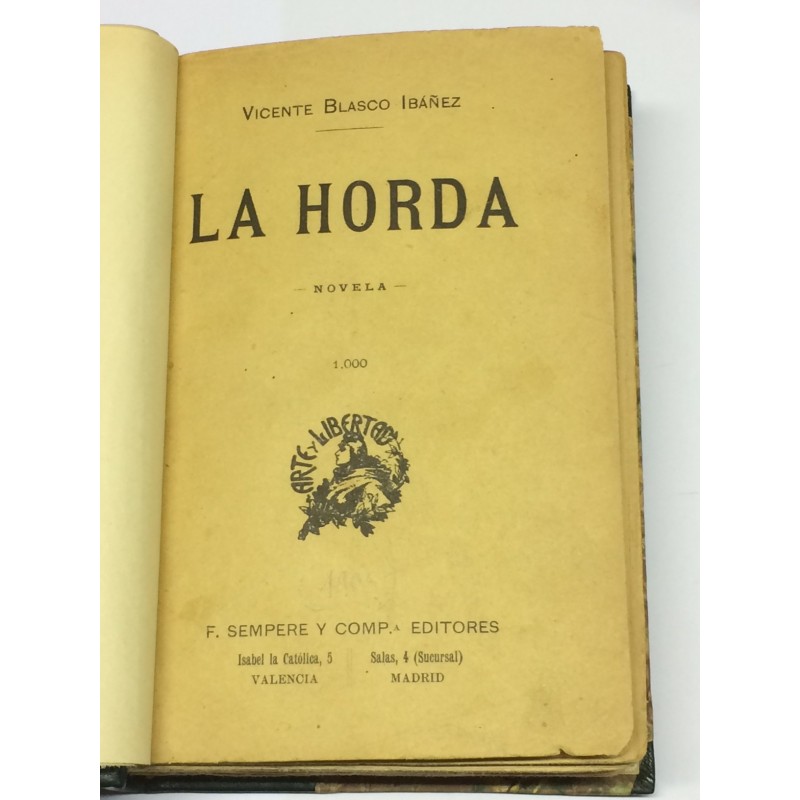 VICENTE BLASCO IBÁÑEZ
LA HORDA
— NOVELA —
1.000
ARTE Y LIBERTAD
F. SEMPERE Y COMP.ª EDITORES
Isabel la Católica, 5 Salas, 4 (Sucursal)
VALENCIA MADRID